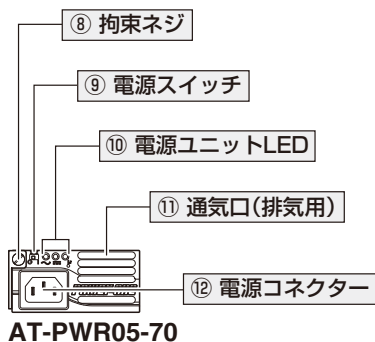 ⑧ 拘束ネジ
⑨ 電源スイッチ
⑩ 電源ユニットLED
⑪ 通気口(排気用)
⑫ 電源コネクター
AT-PWR05-70